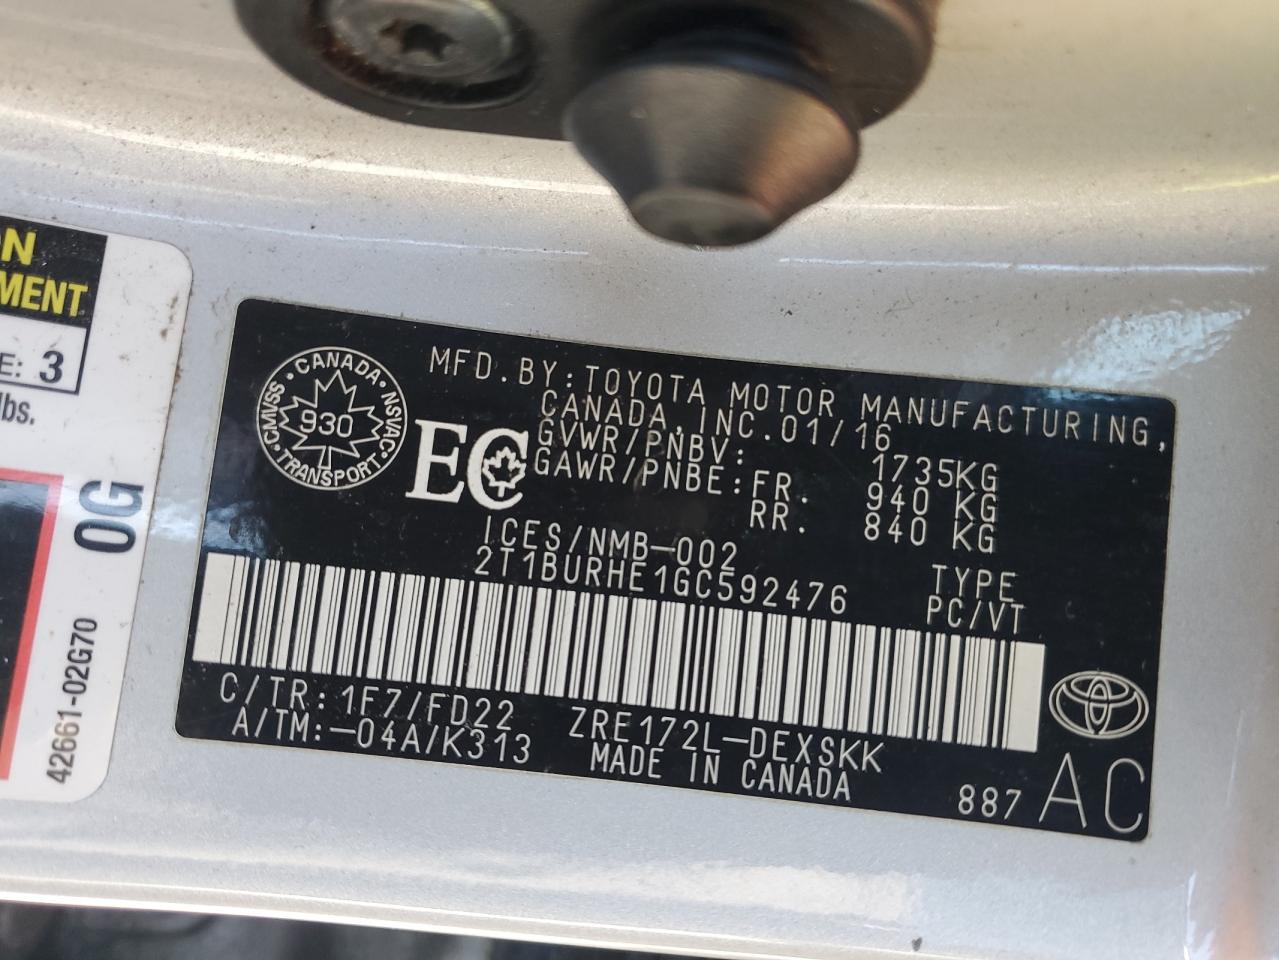 ON
MENT
E: 3
lbs.
0G
42661-02G70
CANADA · NSVAC · TRANSPORT · CMVSS
930
EC
MFD. BY: TOYOTA MOTOR MANUFACTURING,
CANADA, INC. 01/16
GVWR/PNBV: 1735KG
GAWR/PNBE: FR. 940 KG
RR. 840 KG
ICES/NMB-002
2T1BURHE1GC592476
TYPE
PC/VT
C/TR: 1F7/FD22 ZRE172L-DEXSKK
A/TM: -04A/K313 MADE IN CANADA
887 AC